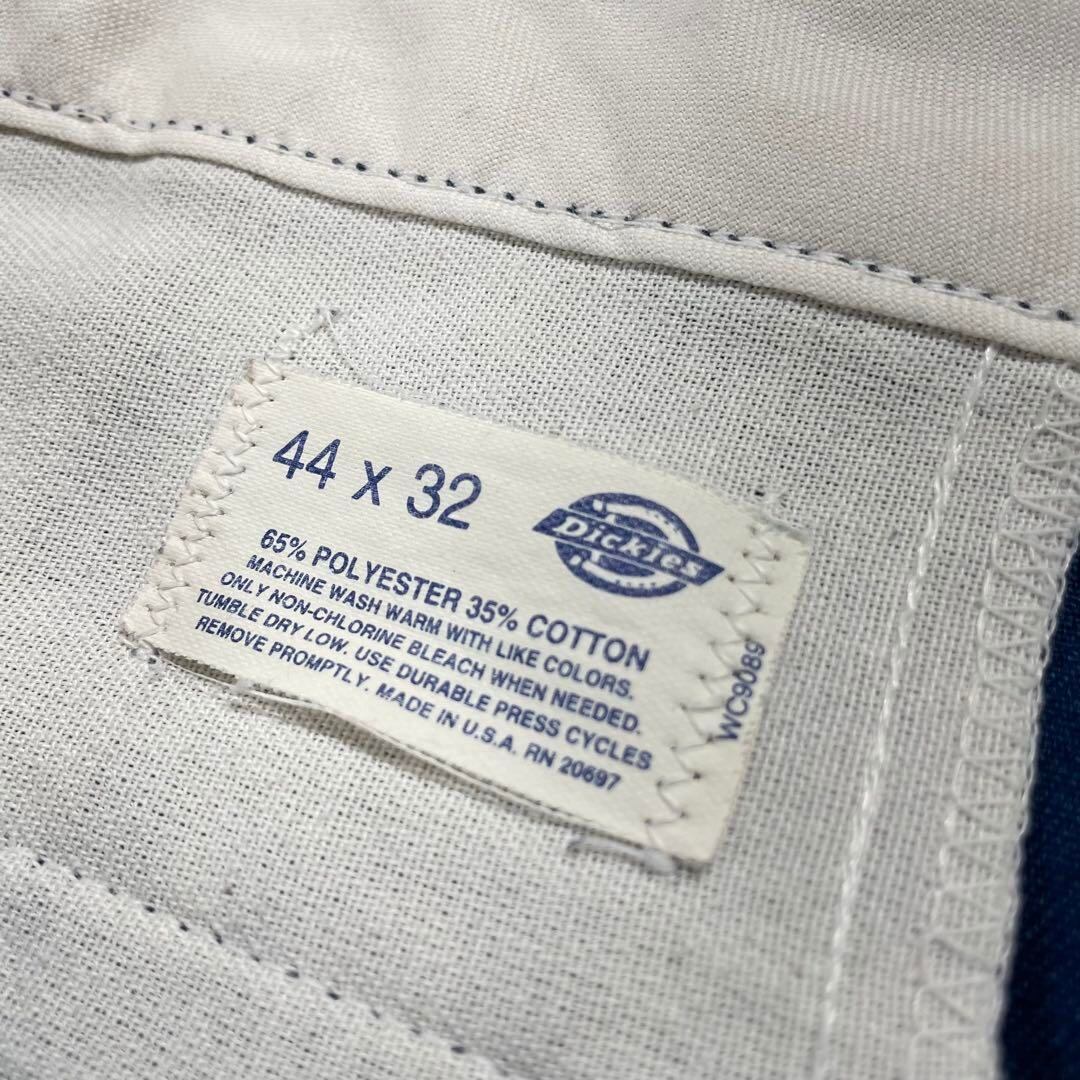 44 x 32
Dickies
65% POLYESTER 35% COTTON
MACHINE WASH WARM WITH LIKE COLORS.
ONLY NON-CHLORINE BLEACH WHEN NEEDED.
TUMBLE DRY LOW. USE DURABLE PRESS CYCLES
REMOVE PROMPTLY. MADE IN U.S.A. RN 20697
WC9089